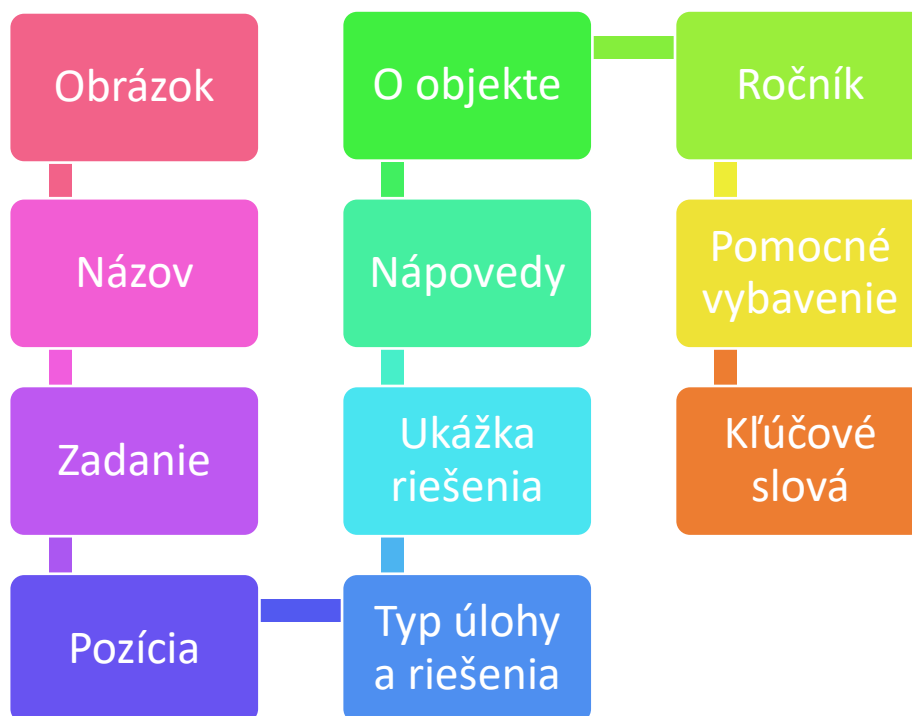 Obrázok
Názov
Zadanie
Pozícia
Typ úlohy
a riešenia
Ukážka
riešenia
Nápovedy
O objekte
Ročník
Pomocné
vybavenie
Kľúčové
slová